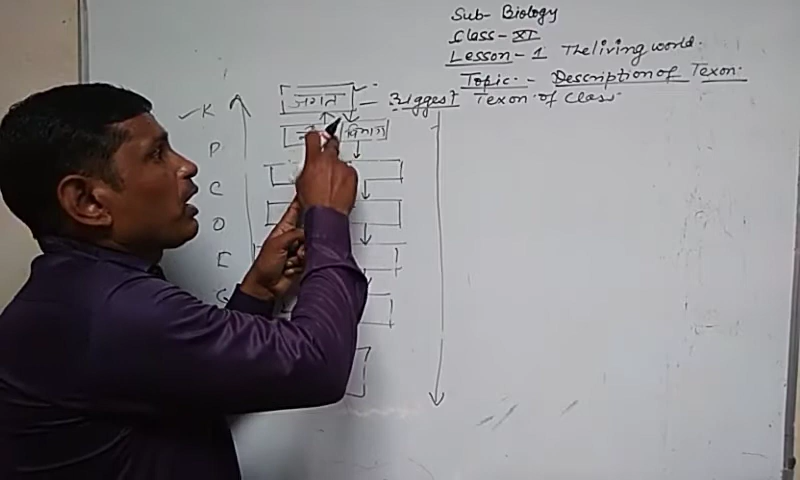 Sub- Biology
Class- XI
Lesson- 1 The living world.
Topic:- Description of Texon.
जगत - Biggest Texon of Class
विभाग
K
P
C
O
F
G